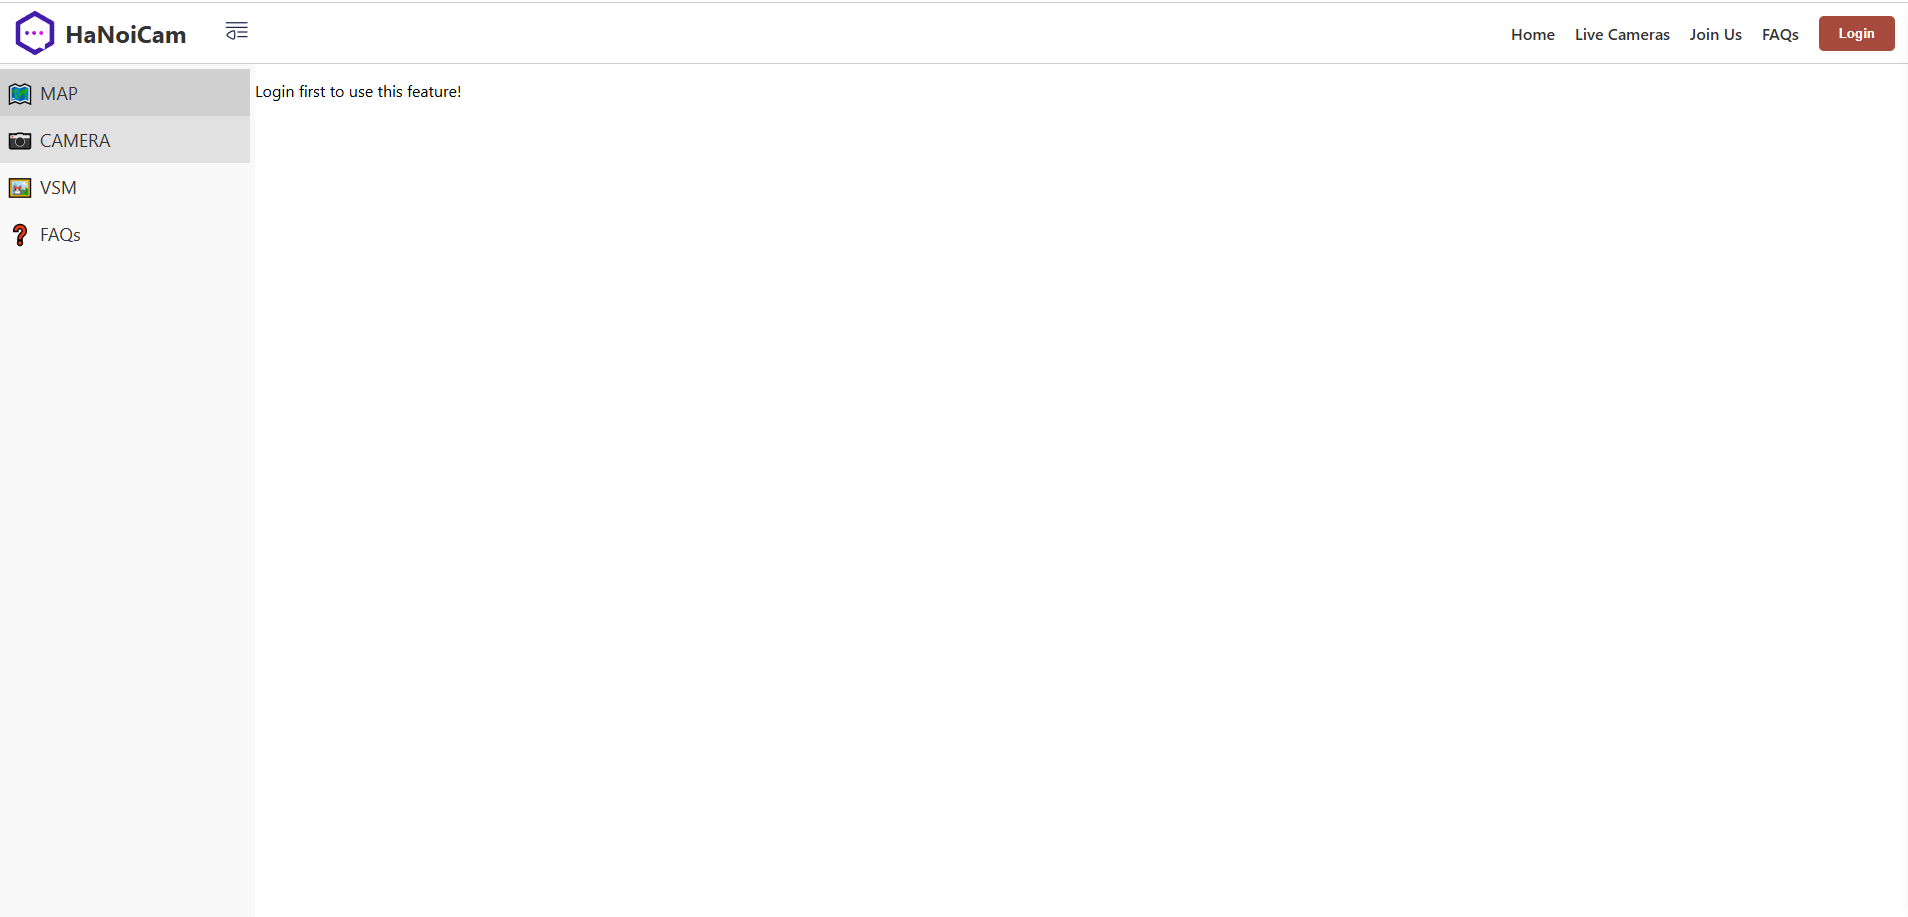 HaNoiCam
Home Live Cameras Join Us FAQs Login
MAP
CAMERA
VSM
FAQs
Login first to use this feature!